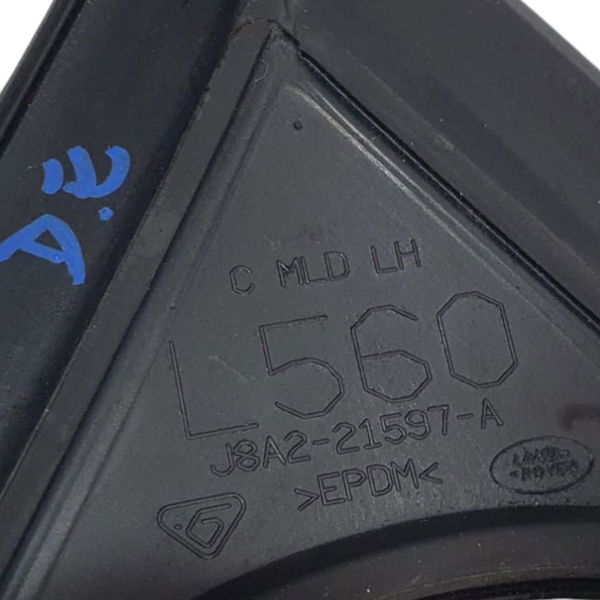 C MLD LH
L560
J8A2-21597-A
>EPDM<
LAND-
-ROVER
G